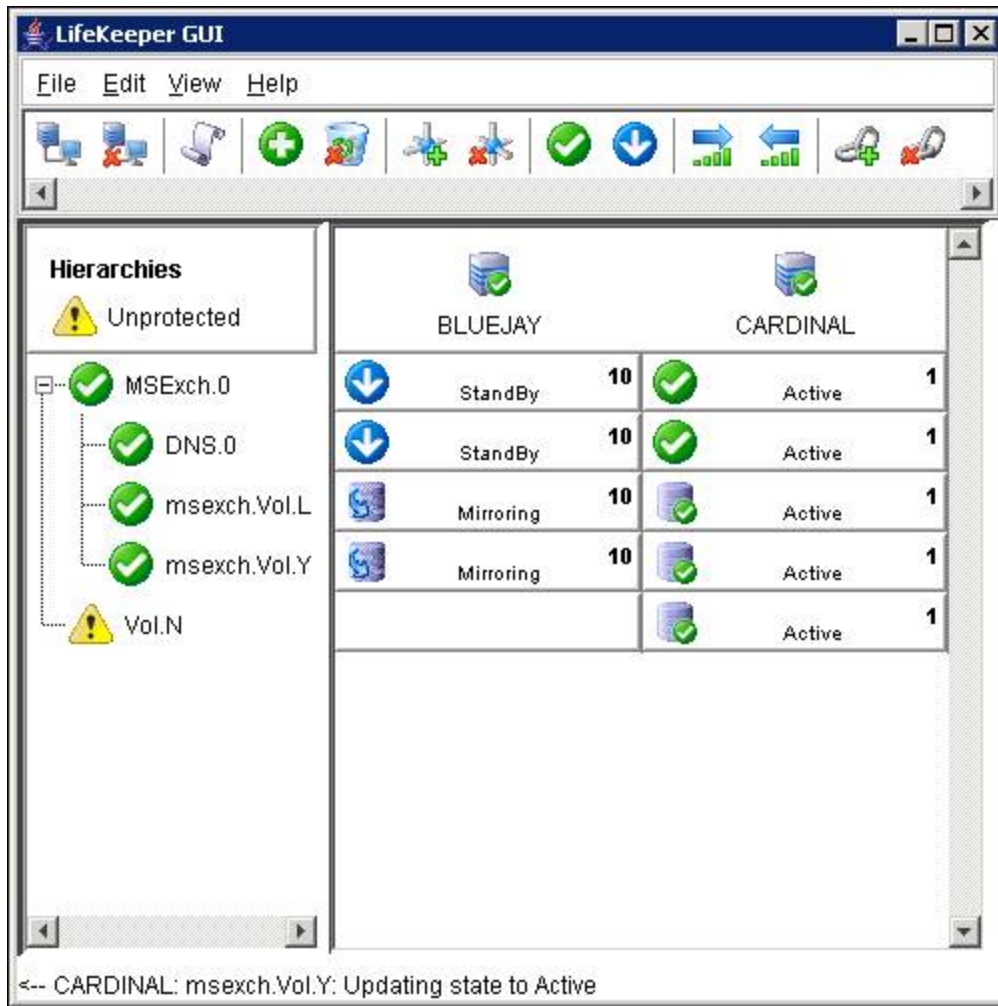 LifeKeeper GUI
File Edit View Help
Hierarchies
Unprotected
BLUEJAY CARDINAL
MSExch.0 StandBy 10 Active 1
DNS.0 StandBy 10 Active 1
msexch.Vol.L Mirroring 10 Active 1
msexch.Vol.Y Mirroring 10 Active 1
Vol.N Active 1
<-- CARDINAL: msexch.Vol.Y: Updating state to Active